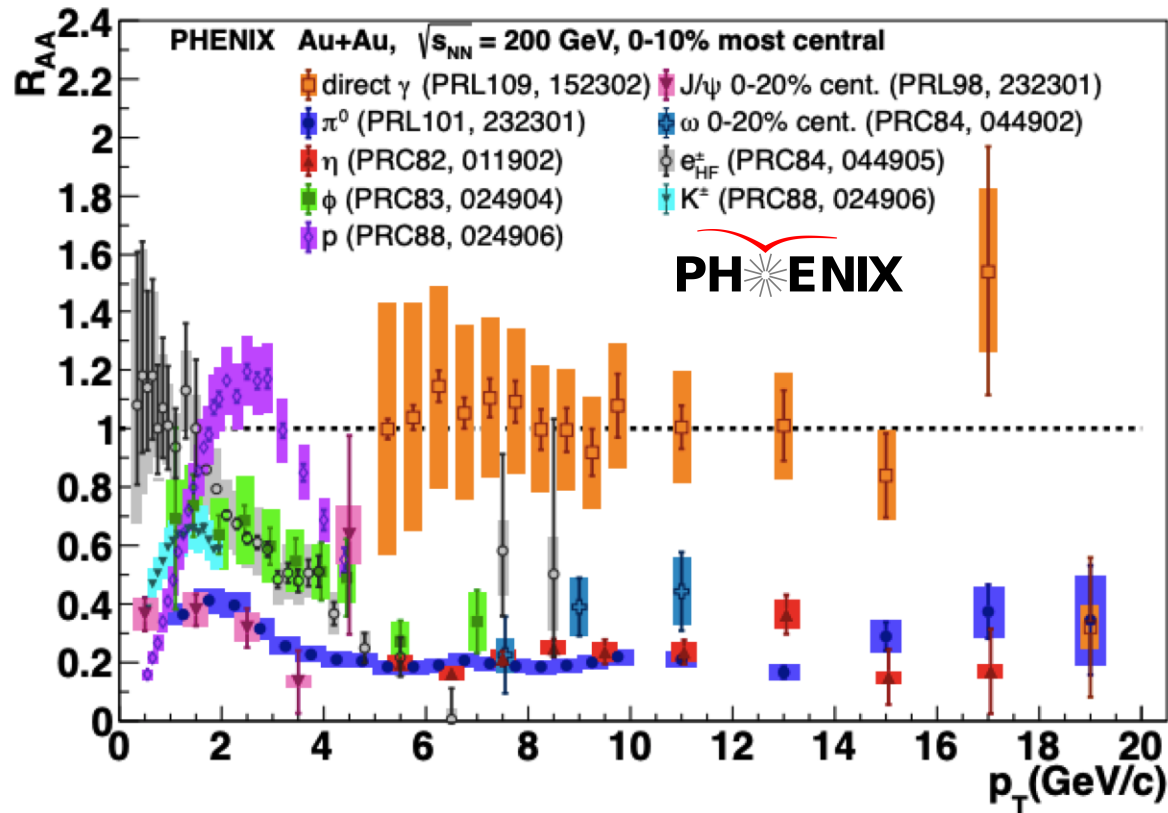 PHENIX Au+Au, √sNN = 200 GeV, 0-10% most central
direct γ (PRL109, 152302)
π⁰ (PRL101, 232301)
η (PRC82, 011902)
ϕ (PRC83, 024904)
p (PRC88, 024906)
J/ψ 0-20% cent. (PRL98, 232301)
ω 0-20% cent. (PRC84, 044902)
e±HF (PRC84, 044905)
K± (PRC88, 024906)
PHENIX
RAA
2.4
2.2
2
1.8
1.6
1.4
1.2
1
0.8
0.6
0.4
0.2
0
0 2 4 6 8 10 12 14 16 18 20
pT(GeV/c)